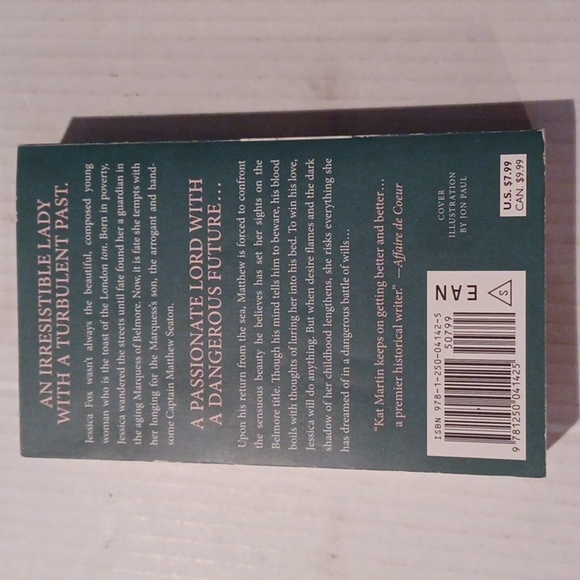 AN IRRESISTIBLE LADY
WITH A TURBULENT PAST.
Jessica Fox wasn't always the beautiful, composed young
woman who is the toast of the London ton. Born in poverty,
Jessica wandered the streets until fate found her a guardian in
the aging Marquess of Belmore. Now, it is fate she tempts with
her longing for the Marquess's son, the arrogant and hand-
some Captain Matthew Seaton.
A PASSIONATE LORD WITH
A DANGEROUS FUTURE...
Upon his return from the sea, Matthew is forced to confront
the sensuous beauty he believes has set her sights on the
Belmore title. Though his mind tells him to beware, his blood
boils with thoughts of luring her into his bed. To win his love,
Jessica will do anything. But when desire flames and the dark
shadow of her childhood lengthens, she risks everything she
has dreamed of in a dangerous battle of wills...
"Kat Martin keeps on getting better and better...
a premier historical writer." —Affaire de Coeur
COVER
ILLUSTRATION
BY JON PAUL
U.S. $7.99
CAN. $9.99
S
EAN
ISBN 978-1-250-04142-5
50799
9 781250 041425